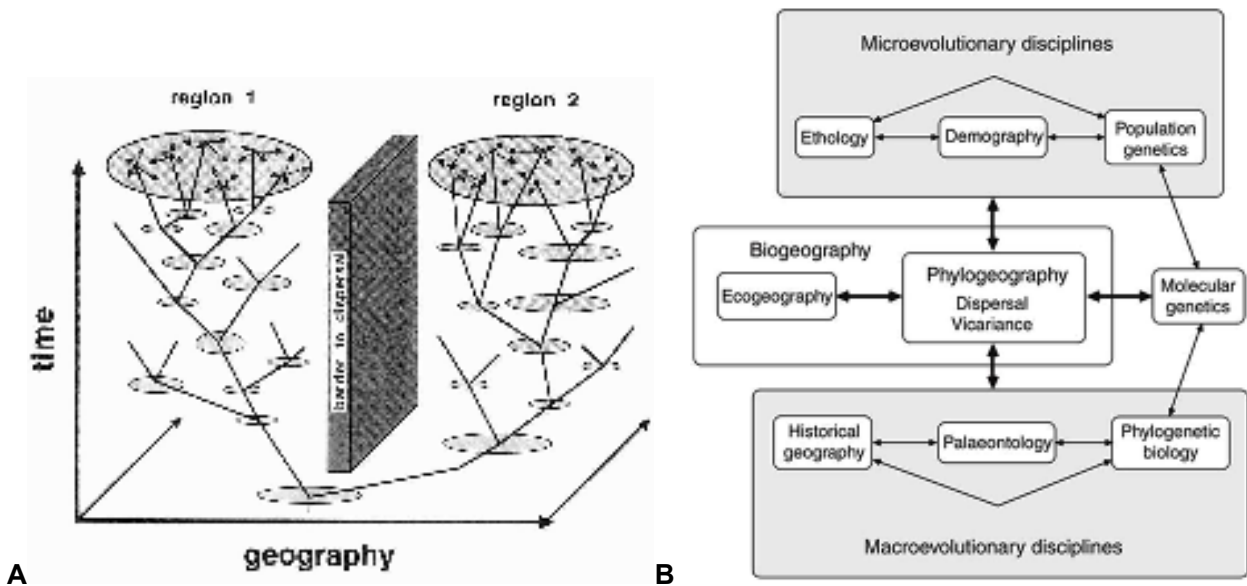 region 1
region 2
barrier to dispersal
time
geography
A
Microevolutionary disciplines
Ethology
Demography
Population
genetics
Biogeography
Ecogeography
Phylogeography
Dispersal
Vicariance
Molecular
genetics
Historical
geography
Palaeontology
Phylogenetic
biology
Macroevolutionary disciplines
B